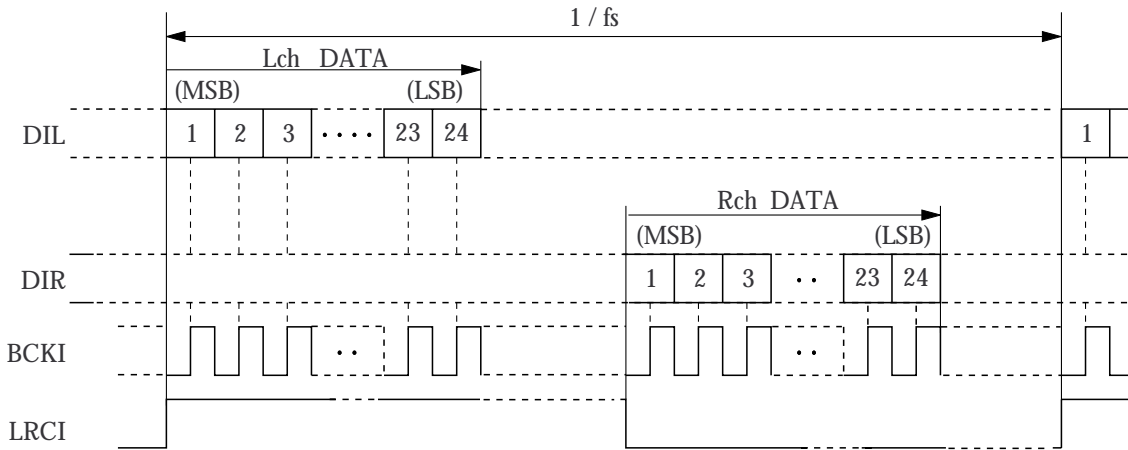 1 / fs
Lch DATA
(MSB) (LSB)
DIL 1 2 3 ···· 23 24 1
Rch DATA
(MSB) (LSB)
DIR 1 2 3 ·· 23 24
BCKI ·· ··
LRCI